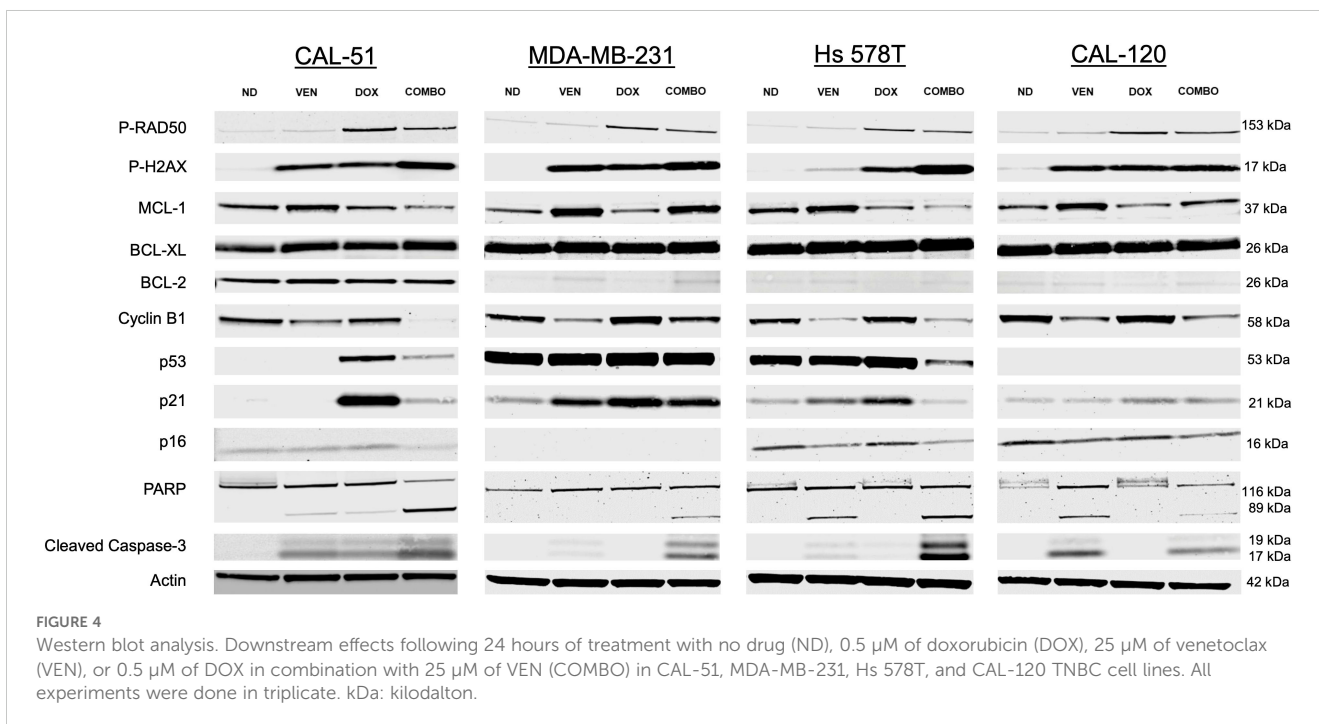 CAL-51 MDA-MB-231 Hs 578T CAL-120
ND VEN DOX COMBO ND VEN DOX COMBO ND VEN DOX COMBO ND VEN DOX COMBO
P-RAD50 153 kDa
P-H2AX 17 kDa
MCL-1 37 kDa
BCL-XL 26 kDa
BCL-2 26 kDa
Cyclin B1 58 kDa
p53 53 kDa
p21 21 kDa
p16 16 kDa
PARP 116 kDa
89 kDa
Cleaved Caspase-3 19 kDa
17 kDa
Actin 42 kDa
FIGURE 4
Western blot analysis. Downstream effects following 24 hours of treatment with no drug (ND), 0.5 µM of doxorubicin (DOX), 25 µM of venetoclax
(VEN), or 0.5 µM of DOX in combination with 25 µM of VEN (COMBO) in CAL-51, MDA-MB-231, Hs 578T, and CAL-120 TNBC cell lines. All
experiments were done in triplicate. kDa: kilodalton.